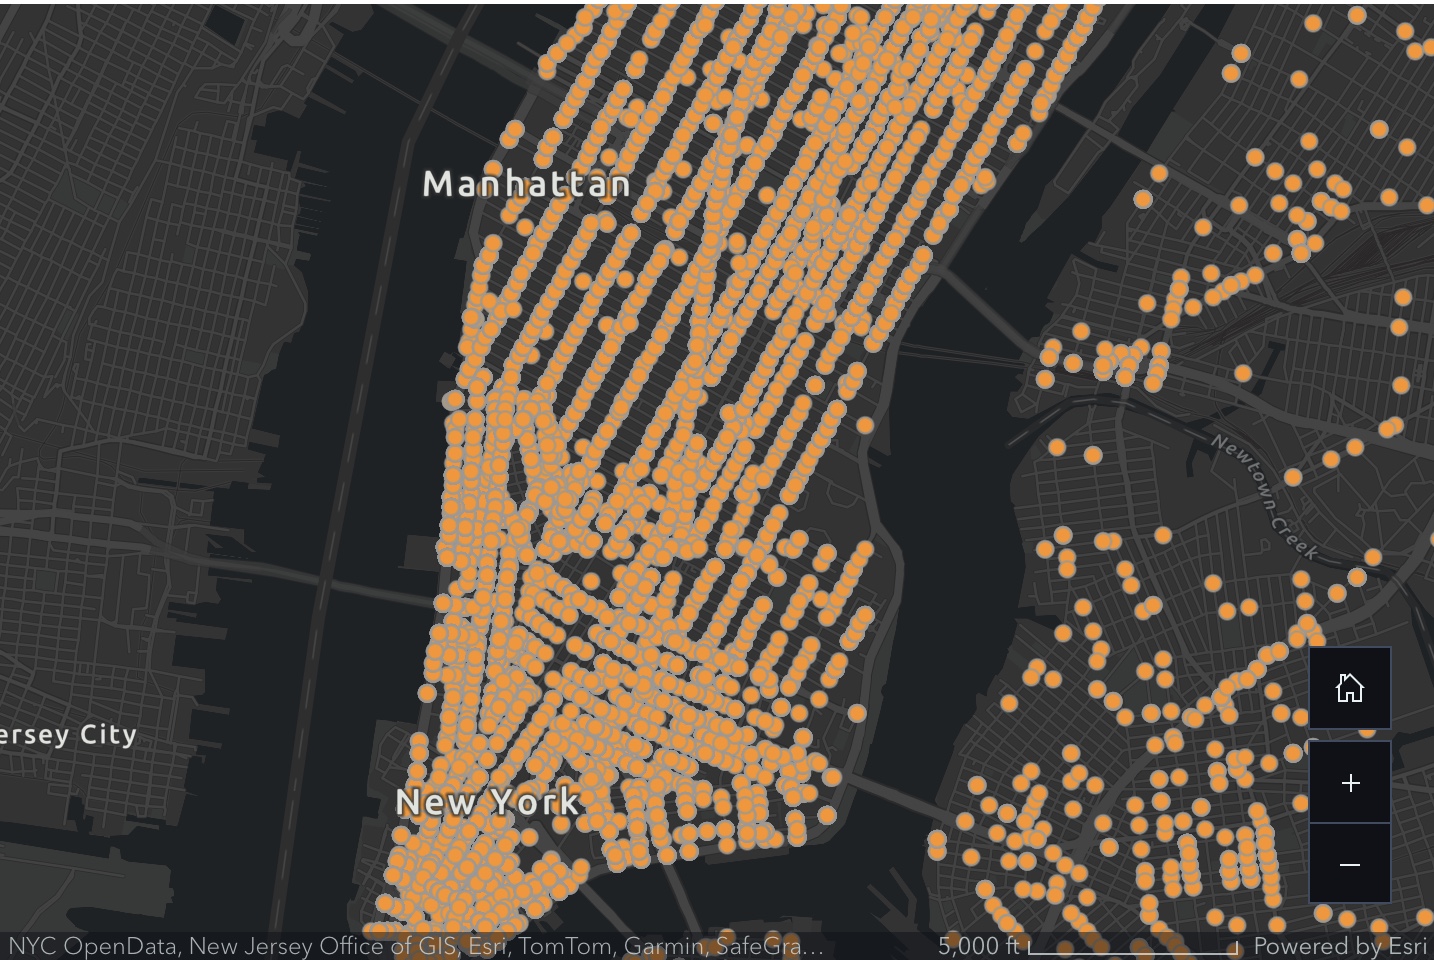 Manhattan
Newtown Creek
ersey City
New York
NYC OpenData, New Jersey Office of GIS, Esri, TomTom, Garmin, SafeGra...
5,000 ft
Powered by Esri